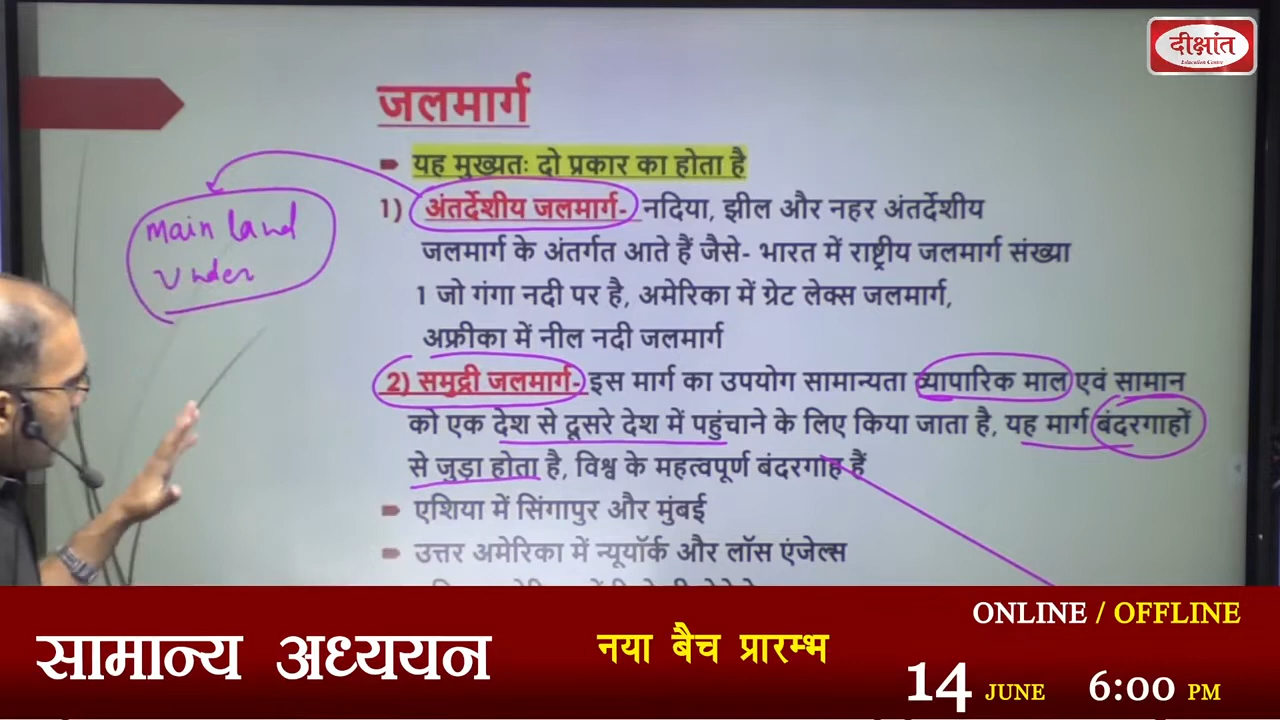 दीक्षांत
Education Centre
जलमार्ग
यह मुख्यतः दो प्रकार का होता है
1) अंतर्देशीय जलमार्ग- नदिया, झील और नहर अंतर्देशीय
जलमार्ग के अंतर्गत आते हैं जैसे- भारत में राष्ट्रीय जलमार्ग संख्या
1 जो गंगा नदी पर है, अमेरिका में ग्रेट लेक्स जलमार्ग,
अफ्रीका में नील नदी जलमार्ग
main land
under
2) समुद्री जलमार्ग- इस मार्ग का उपयोग सामान्यता व्यापारिक माल एवं सामान
को एक देश से दूसरे देश में पहुंचाने के लिए किया जाता है, यह मार्ग बंदरगाहों
से जुड़ा होता है, विश्व के महत्वपूर्ण बंदरगाह हैं
एशिया में सिंगापुर और मुंबई
उत्तर अमेरिका में न्यूयॉर्क और लॉस एंजेल्स
सामान्य अध्ययन
नया बैच प्रारम्भ
ONLINE / OFFLINE
14 JUNE 6:00 PM